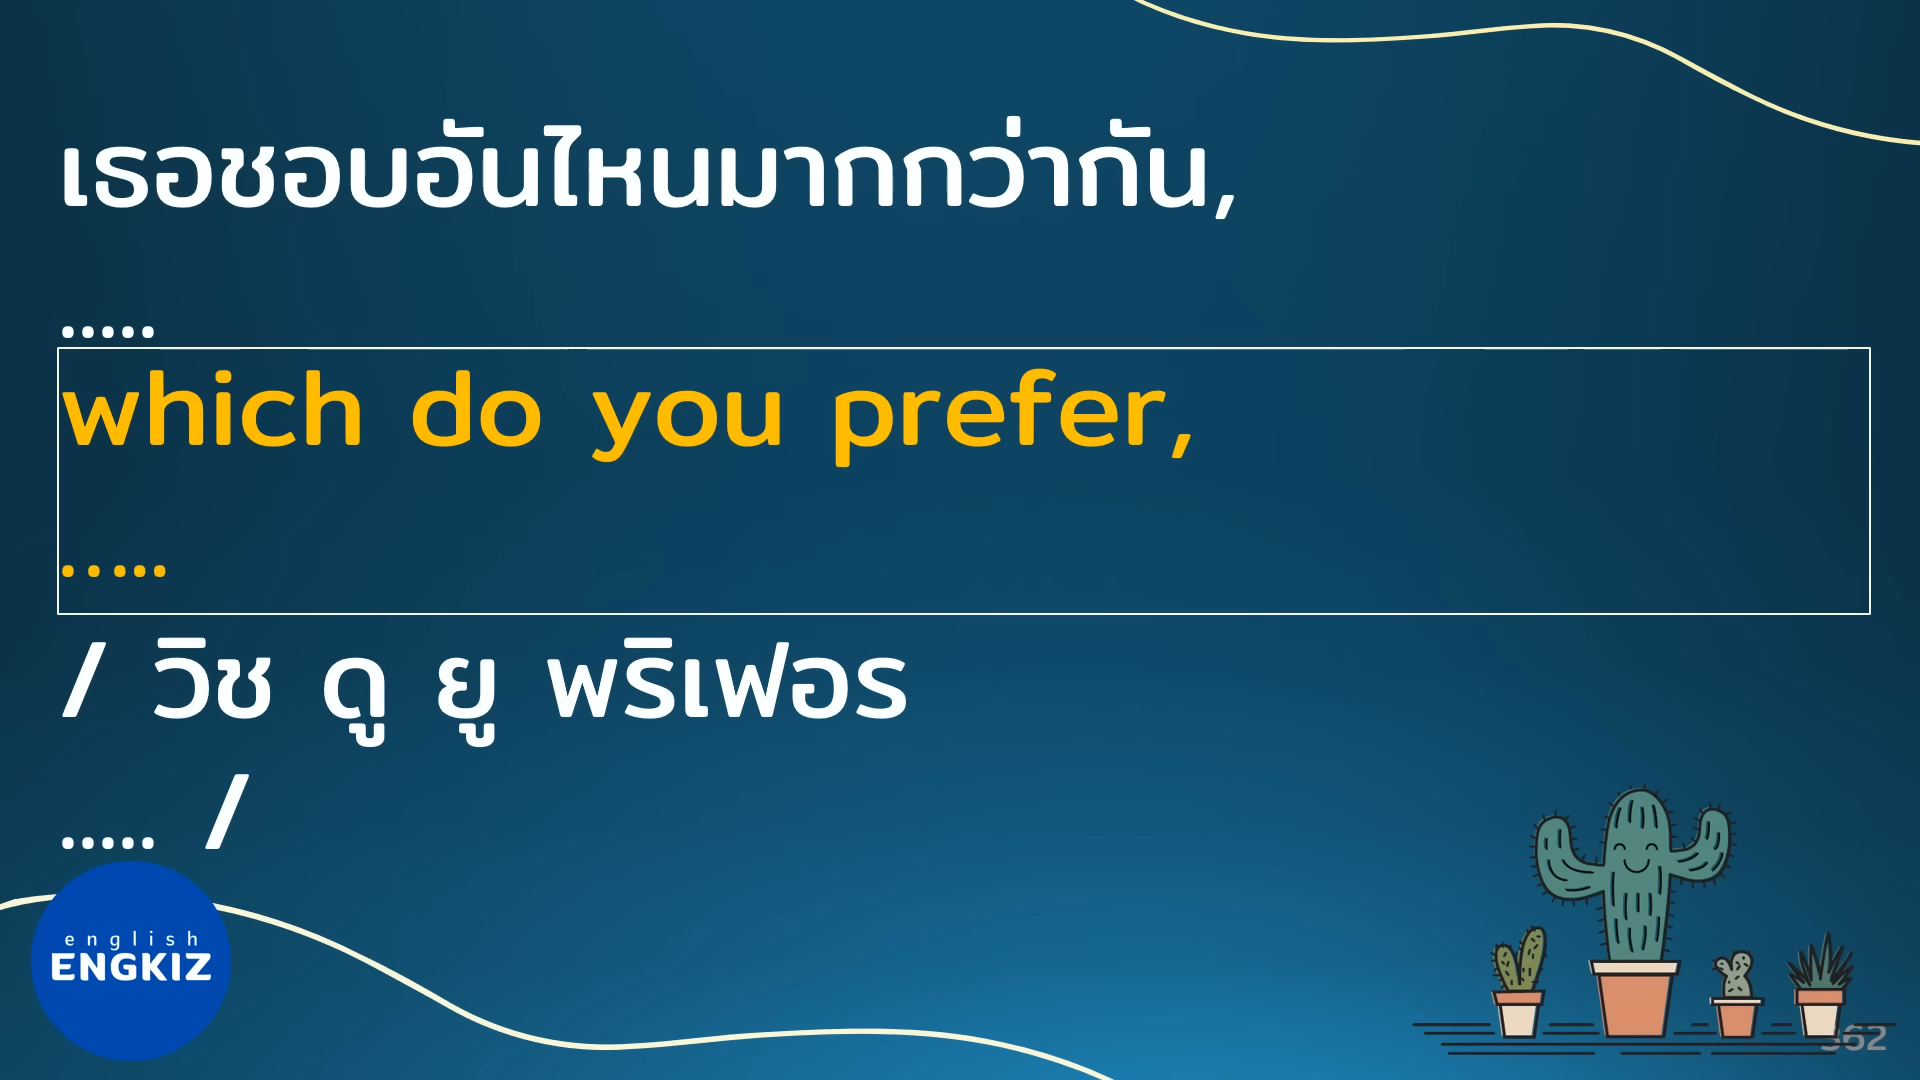 เธอชอบอันไหนมากกว่ากัน,
.....
which do you prefer,
.....
/ วิช ดู ยู พริเฟอร
..... /
english
ENGKIZ
362